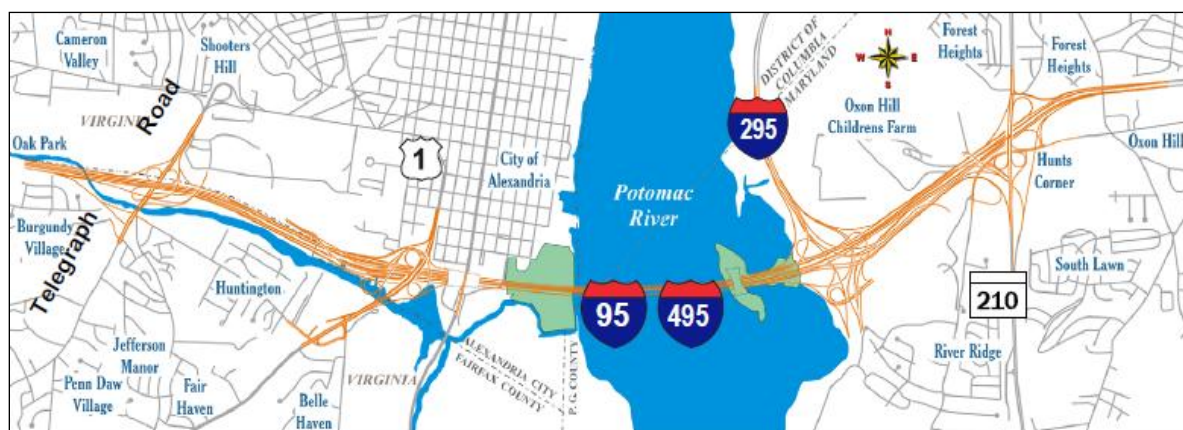 Cameron
Valley
Shooters
Hill
VIRGINI
Road
Oak Park
Burgundy
Village
Telegraph
Huntington
Jefferson
Manor
Penn Daw
Village
Fair
Haven
Belle
Haven
VIRGINIA
ALEXANDRIA CITY
FAIRFAX COUNTY
1
City of
Alexandria
P. G. COUNTY
Potomac
River
95
495
295
DISTRICT OF
COLUMBIA
MARYLAND
N
W
E
S
Oxon Hill
Childrens Farm
Forest
Heights
Forest
Heights
Hunts
Corner
Oxon Hill
South Lawn
210
River Ridge